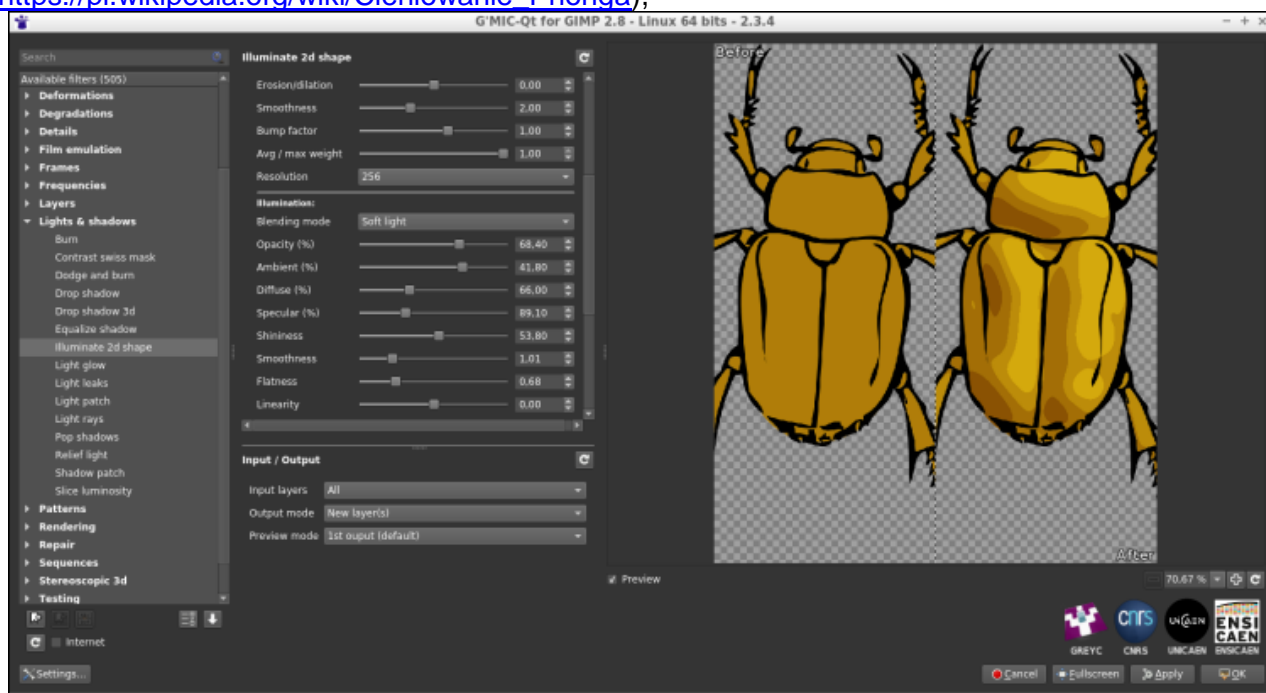 https://pl.wikipedia.org/wiki/Cieniowanie_Phonga),
G'MIC-Qt for GIMP 2.8 - Linux 64 bits - 2.3.4
Search
Available filters (505)
Deformations
Degradations
Details
Film emulation
Frames
Frequencies
Layers
Lights & shadows
Burn
Contrast swiss mask
Dodge and burn
Drop shadow
Drop shadow 3d
Equalize shadow
Illuminate 2d shape
Light glow
Light leaks
Light patch
Light rays
Pop shadows
Relief light
Shadow patch
Slice luminosity
Patterns
Rendering
Repair
Sequences
Stereoscopic 3d
Testing
Internet
Settings...
Illuminate 2d shape
Erosion/dilation 0.00
Smoothness 2.00
Bump factor 1.00
Avg / max weight 1.00
Resolution 256
Illumination:
Blending mode Soft light
Opacity (%) 68,40
Ambient (%) 41,80
Diffuse (%) 66,00
Specular (%) 89,10
Shininess 53,80
Smoothness 1.01
Flatness 0.68
Linearity 0.00
Input / Output
Input layers All
Output mode New layer(s)
Preview mode 1st ouput (default)
Before
After
Preview
70.67 %
GREYC
CNRS
cnrs
UNICAEN
UNICAEN
ENSI
CAEN
ENSICAEN
Cancel
Fullscreen
Apply
OK